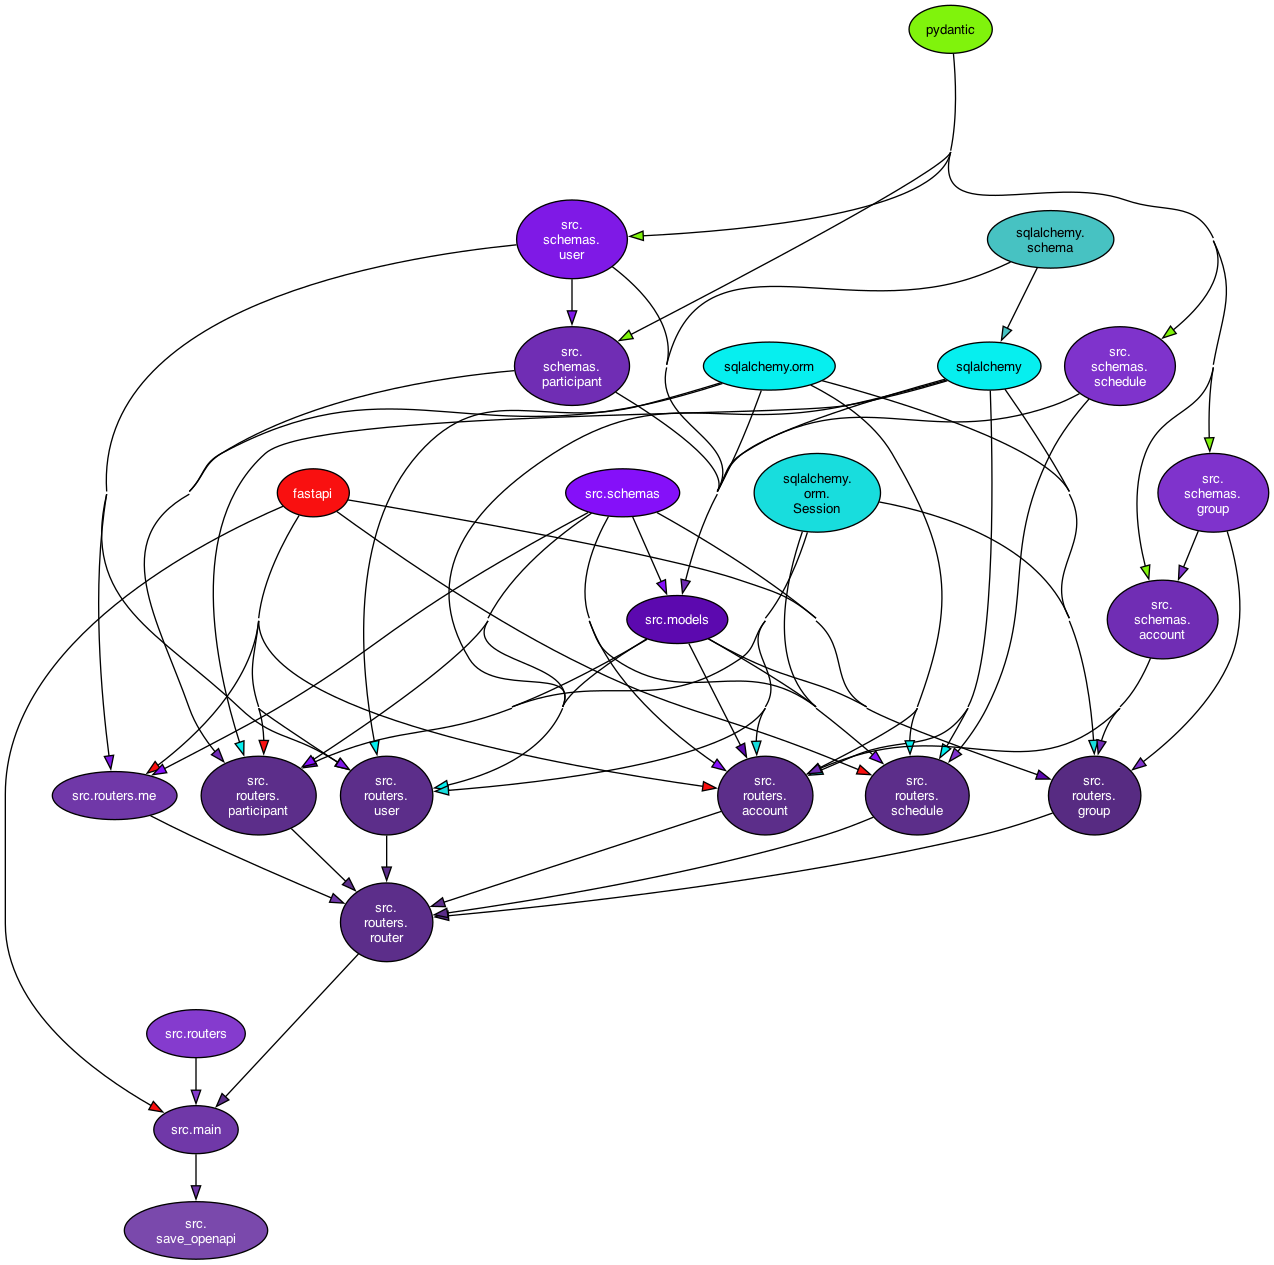 pydantic
src.
schemas.
user
sqlalchemy.
schema
src.
schemas.
participant
sqlalchemy.orm
sqlalchemy
src.
schemas.
schedule
fastapi
src.schemas
sqlalchemy.
orm.
Session
src.
schemas.
group
src.models
src.
schemas.
account
src.routers.me
src.
routers.
participant
src.
routers.
user
src.
routers.
account
src.
routers.
schedule
src.
routers.
group
src.
routers.
router
src.routers
src.main
src.
save_openapi